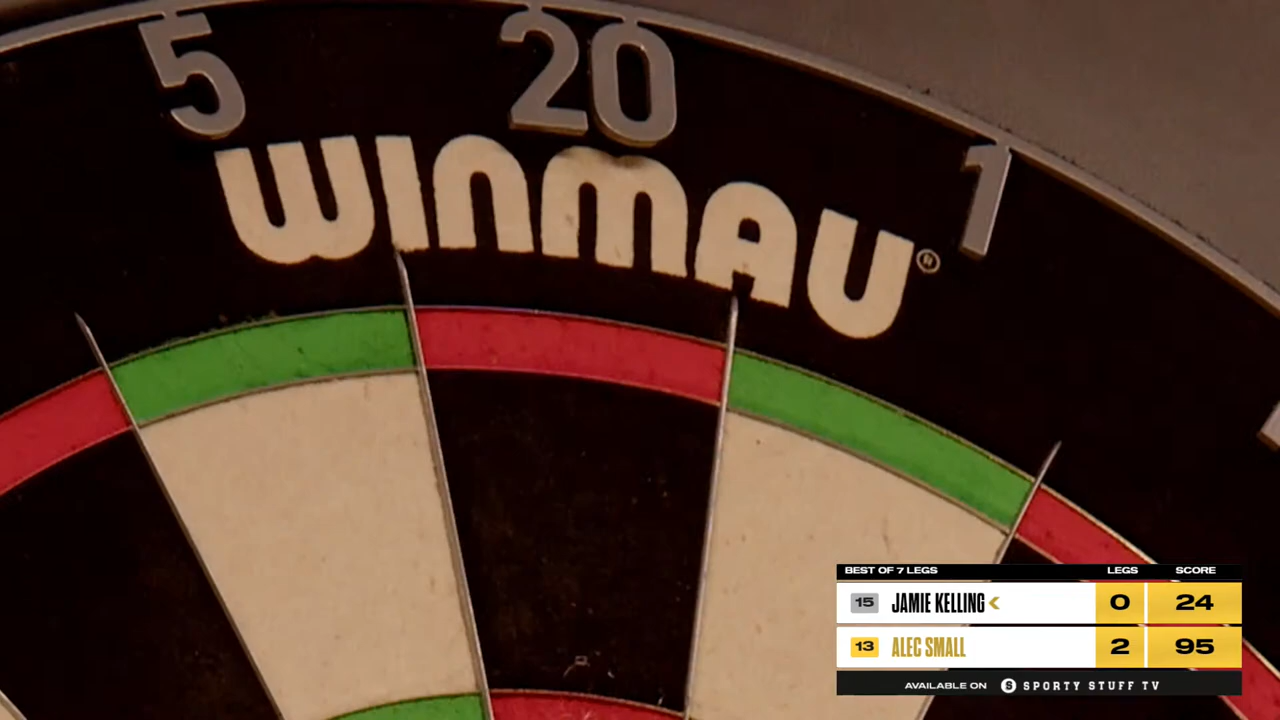 5 20 1
WINMAU®
BEST OF 7 LEGS LEGS SCORE
15 JAMIE KELLING 0 24
13 ALEC SMALL 2 95
AVAILABLE ON S SPORTY STUFF TV